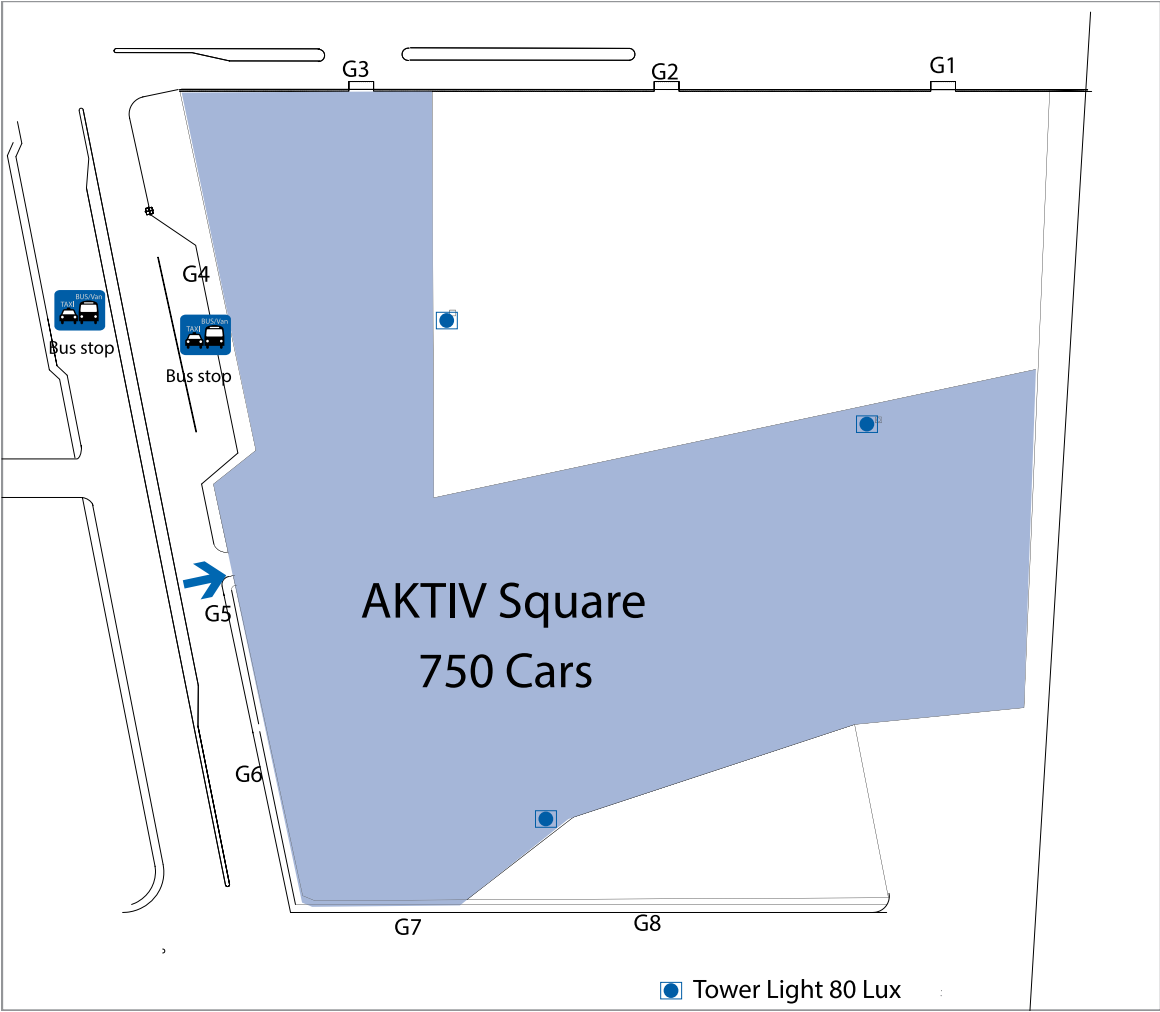 G3
G2
G1
G4
TAXI
BUS/Van
Bus stop
TAXI
BUS/Van
Bus stop
G5
AKTIV Square
750 Cars
G6
G7
G8
Tower Light 80 Lux